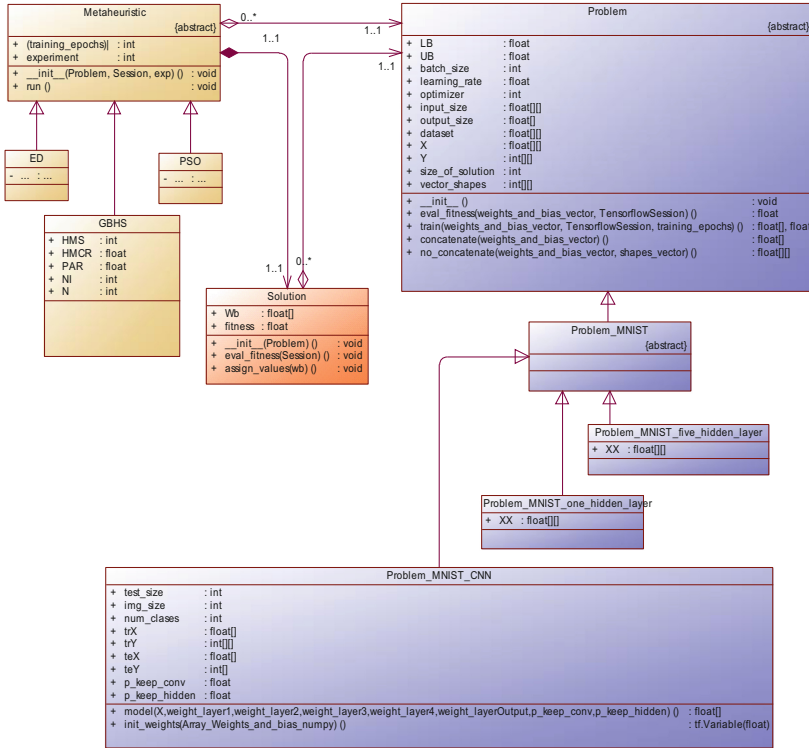 Metaheuristic
{abstract}
+ (training_epochs)| : int
+ experiment : int
+ __init__(Problem, Session, exp) () : void
+ run () : void
0..*
1..1
1..1
1..1
Problem
{abstract}
+ LB : float
+ UB : float
+ batch_size : int
+ learning_rate : float
+ optimizer : int
+ input_size : float[][]
+ output_size : float[]
+ dataset : float[][]
+ X : float[][]
+ Y : int[][]
+ size_of_solution : int
+ vector_shapes : int[][]
+ __init__ () : void
+ eval_fitness(weights_and_bias_vector, TensorflowSession) () : float
+ train(weights_and_bias_vector, TensorflowSession, training_epochs) () : float[], float
+ concatenate(weights_and_bias_vector) () : float[]
+ no_concatenate(weights_and_bias_vector, shapes_vector) () : float[][]
ED
- ... : ...
PSO
- ... : ...
GBHS
+ HMS : int
+ HMCR : float
+ PAR : float
+ NI : int
+ N : int
1..1
0..*
Solution
+ Wb : float[]
+ fitness : float
+ __init__(Problem) () : void
+ eval_fitness(Session) () : void
+ assign_values(wb) () : void
Problem_MNIST
{abstract}
Problem_MNIST_five_hidden_layer
+ XX : float[][]
Problem_MNIST_one_hidden_layer
+ XX : float[][]
Problem_MNIST_CNN
+ test_size : int
+ img_size : int
+ num_clases : int
+ trX : float[]
+ trY : int[][]
+ teX : float[]
+ teY : int[]
+ p_keep_conv : float
+ p_keep_hidden : float
+ model(X,weight_layer1,weight_layer2,weight_layer3,weight_layer4,weight_layerOutput,p_keep_conv,p_keep_hidden) () : float[]
+ init_weights(Array_Weights_and_bias_numpy) () : tf.Variable(float)